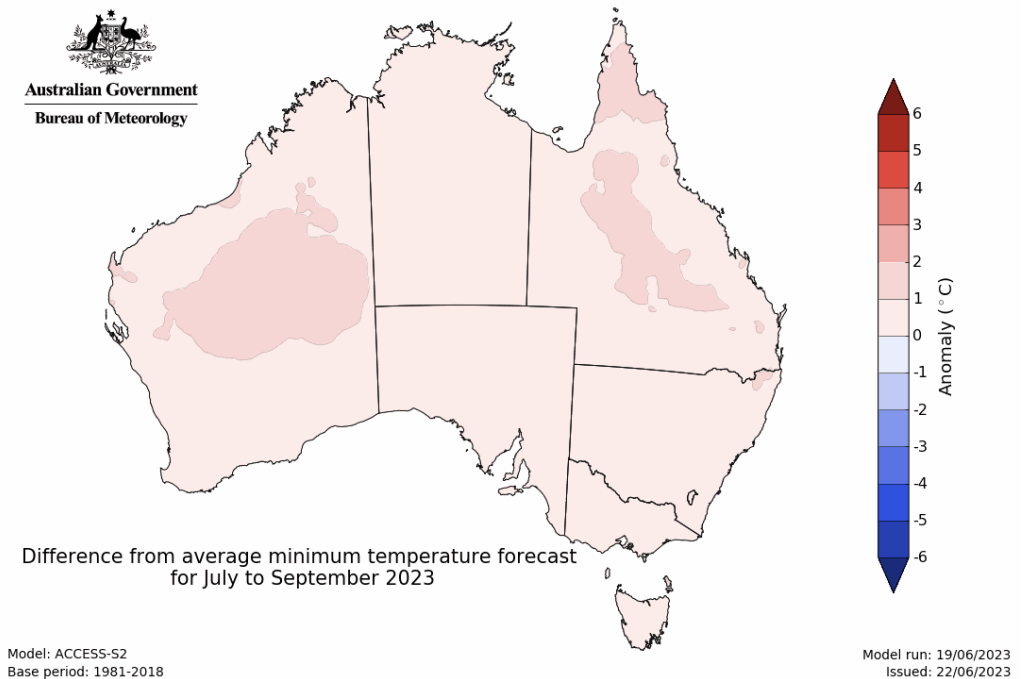 Australian Government
Bureau of Meteorology
6
5
4
3
2
1
0
-1
-2
-3
-4
-5
-6
Anomaly (°C)
Difference from average minimum temperature forecast
for July to September 2023
Model: ACCESS-S2
Base period: 1981-2018
Model run: 19/06/2023
Issued: 22/06/2023